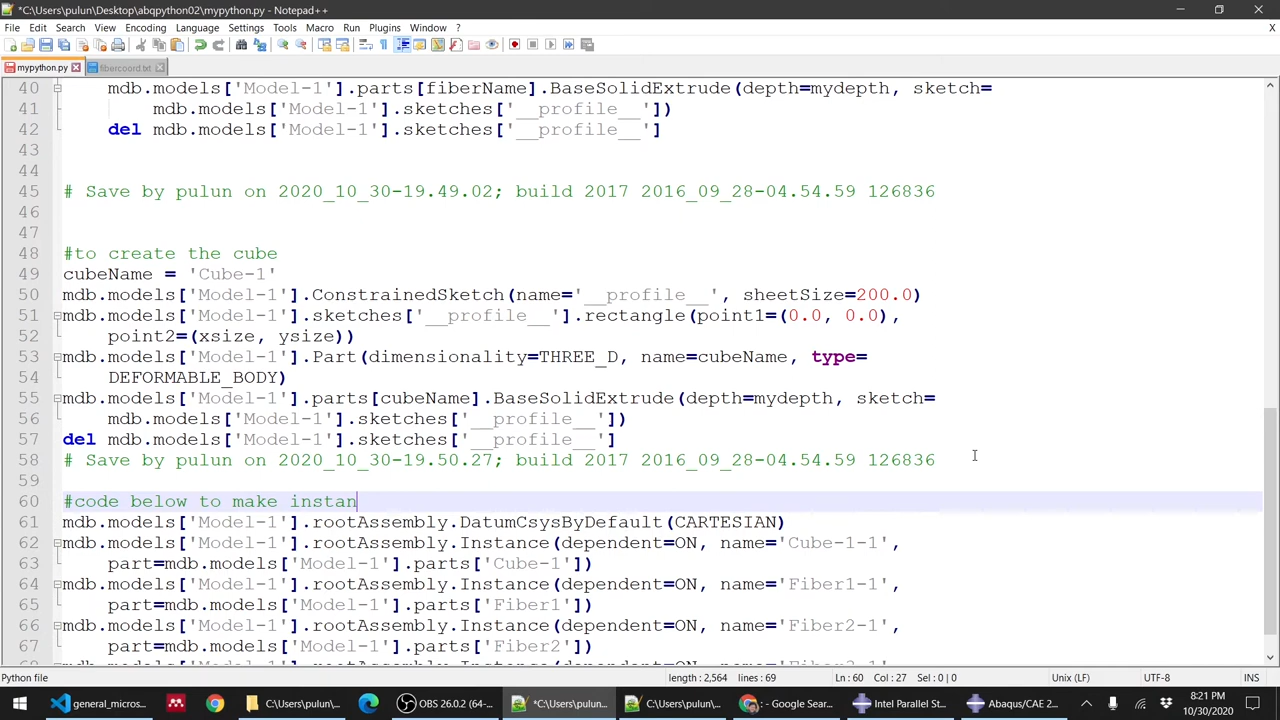 *C:\Users\pulun\Desktop\abqpython02\mypython.py - Notepad++
File Edit Search View Encoding Language Settings Tools Macro Run Plugins Window ?
X
mypython.py fibercoord.txt
40 mdb.models['Model-1'].parts[fiberName].BaseSolidExtrude(depth=mydepth, sketch=
41 mdb.models['Model-1'].sketches['__profile__'])
42 del mdb.models['Model-1'].sketches['__profile__']
43
44
45 # Save by pulun on 2020_10_30-19.49.02; build 2017 2016_09_28-04.54.59 126836
46
47
48 #to create the cube
49 cubeName = 'Cube-1'
50 mdb.models['Model-1'].ConstrainedSketch(name='__profile__', sheetSize=200.0)
51 mdb.models['Model-1'].sketches['__profile__'].rectangle(point1=(0.0, 0.0),
52 point2=(xsize, ysize))
53 mdb.models['Model-1'].Part(dimensionality=THREE_D, name=cubeName, type=
54 DEFORMABLE_BODY)
55 mdb.models['Model-1'].parts[cubeName].BaseSolidExtrude(depth=mydepth, sketch=
56 mdb.models['Model-1'].sketches['__profile__'])
57 del mdb.models['Model-1'].sketches['__profile__']
58 # Save by pulun on 2020_10_30-19.50.27; build 2017 2016_09_28-04.54.59 126836
59
60 #code below to make instan
61 mdb.models['Model-1'].rootAssembly.DatumCsysByDefault(CARTESIAN)
62 mdb.models['Model-1'].rootAssembly.Instance(dependent=ON, name='Cube-1-1',
63 part=mdb.models['Model-1'].parts['Cube-1'])
64 mdb.models['Model-1'].rootAssembly.Instance(dependent=ON, name='Fiber1-1',
65 part=mdb.models['Model-1'].parts['Fiber1'])
66 mdb.models['Model-1'].rootAssembly.Instance(dependent=ON, name='Fiber2-1',
67 part=mdb.models['Model-1'].parts['Fiber2'])
68 mdb.models['Model-1'].rootAssembly.Instance(dependent=ON, name='Fiber3-1',
Python file length : 2,564 lines : 69 Ln : 60 Col : 27 Sel : 0 | 0 Unix (LF) UTF-8 INS
general_micros... C:\Users\pulun\... OBS 26.0.2 (64-... *C:\Users\pulun... C:\Users\pulun\... : - Google Sear... Intel Parallel St... Abaqus/CAE 2... 8:21 PM
10/30/2020